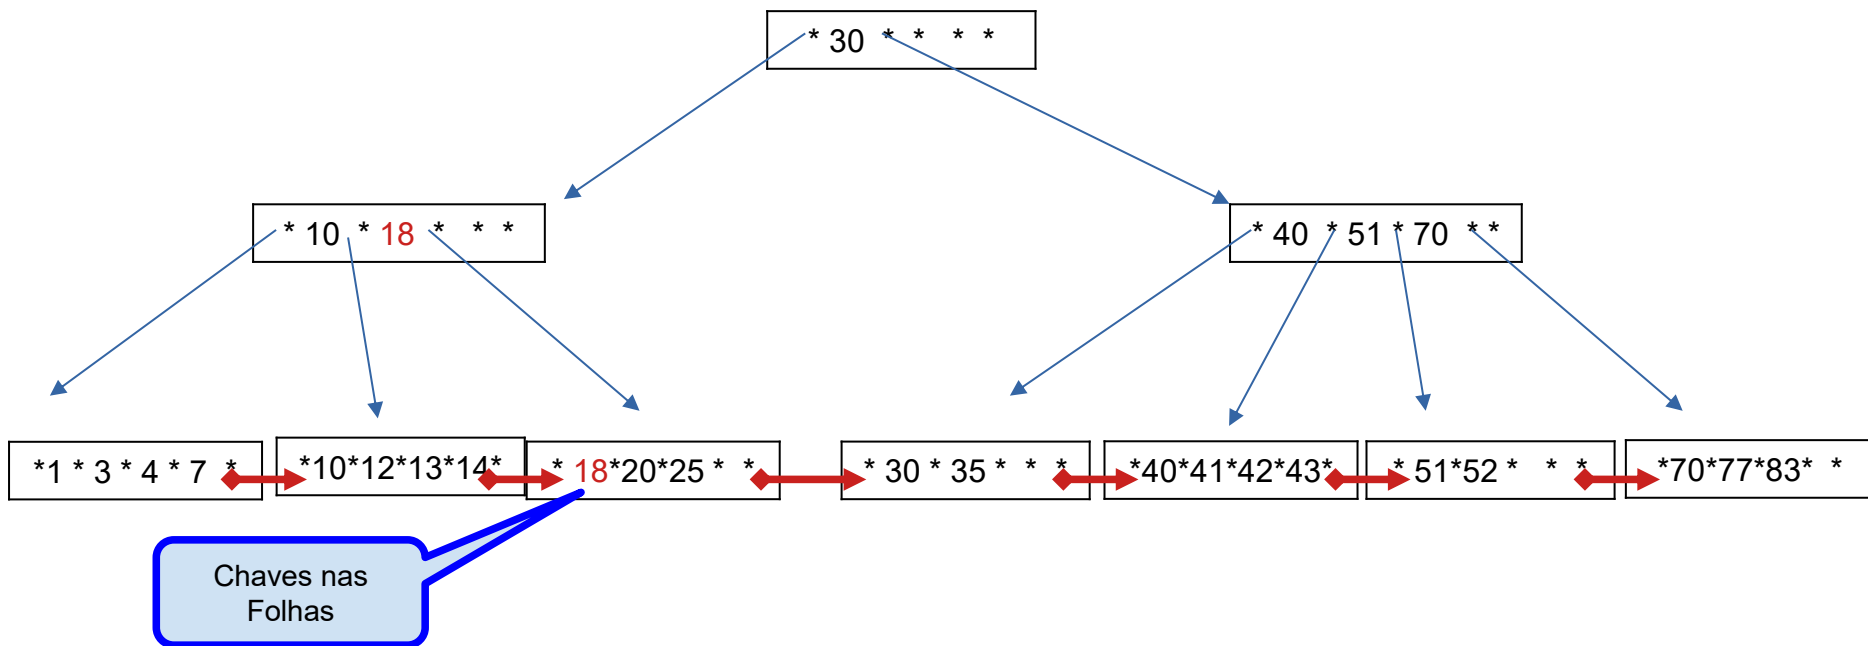 * 30 * * * *
* 10 * 18 * * *
* 40 * 51 * 70 * *
*1 * 3 * 4 * 7 *
*10*12*13*14*
* 18*20*25 * *
* 30 * 35 * * *
*40*41*42*43*
* 51*52 * * *
*70*77*83* *
Chaves nas
Folhas